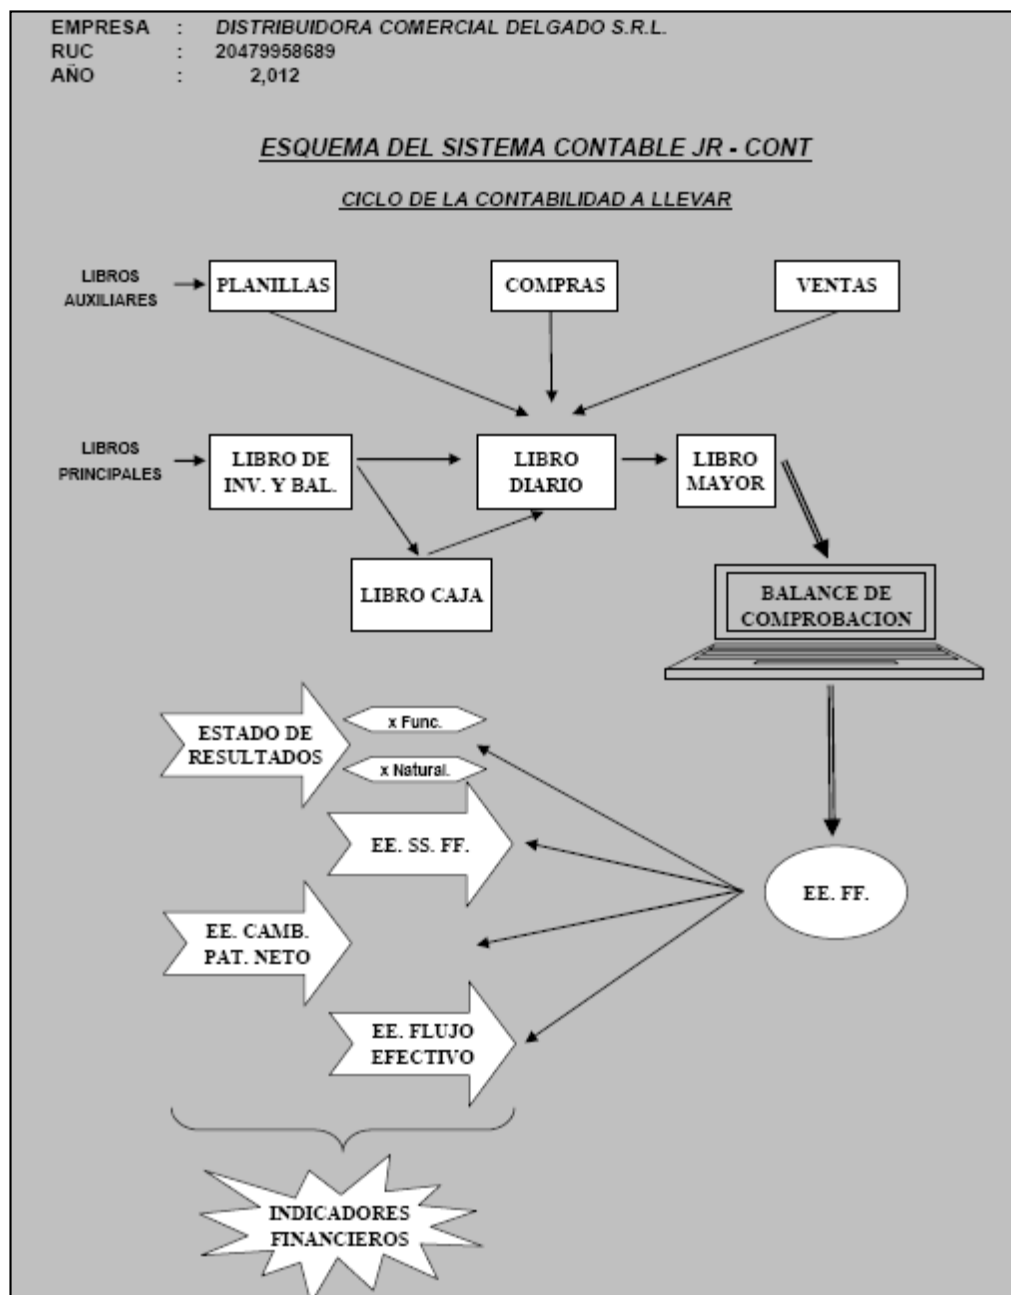 EMPRESA : DISTRIBUIDORA COMERCIAL DELGADO S.R.L.
RUC : 20479958689
AÑO : 2,012
ESQUEMA DEL SISTEMA CONTABLE JR - CONT
CICLO DE LA CONTABILIDAD A LLEVAR
LIBROS
AUXILIARES
PLANILLAS
COMPRAS
VENTAS
LIBROS
PRINCIPALES
LIBRO DE
INV. Y BAL.
LIBRO
DIARIO
LIBRO
MAYOR
LIBRO CAJA
BALANCE DE
COMPROBACION
ESTADO DE
RESULTADOS
x Func.
x Natural.
EE. SS. FF.
EE. FF.
EE. CAMB.
PAT. NETO
EE. FLUJO
EFECTIVO
INDICADORES
FINANCIEROS